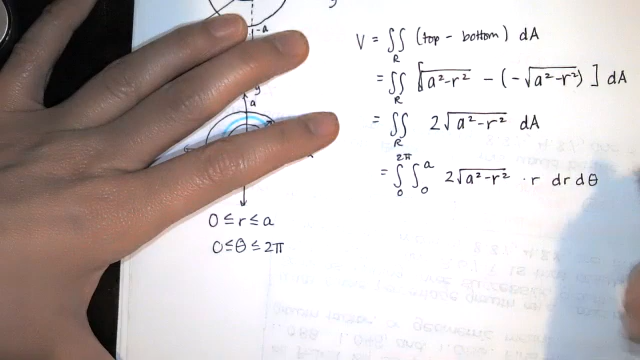 -a
y
a
0 ≤ r ≤ a
0 ≤ θ ≤ 2π
V = ∬_R (top - bottom) dA
= ∬_R [√(a²-r²) - (-√(a²-r²))] dA
= ∬_R 2√(a²-r²) dA
= ∫_0^{2π} ∫_0^a 2√(a²-r²) · r dr dθ